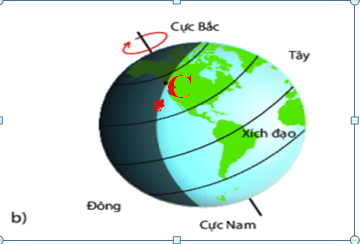 Cực Bắc
Tây
C
Xích đạo
Đông
b)
Cực Nam